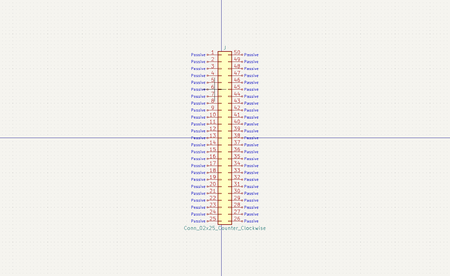 J
Passive 1 50 Passive
Passive 2 49 Passive
Passive 3 48 Passive
Passive 4 47 Passive
Passive 5 46 Passive
Passive 6 45 Passive
Passive 7 44 Passive
Passive 8 43 Passive
Passive 9 42 Passive
Passive 10 41 Passive
Passive 11 40 Passive
Passive 12 39 Passive
Passive 13 38 Passive
Passive 14 37 Passive
Passive 15 36 Passive
Passive 16 35 Passive
Passive 17 34 Passive
Passive 18 33 Passive
Passive 19 32 Passive
Passive 20 31 Passive
Passive 21 30 Passive
Passive 22 29 Passive
Passive 23 28 Passive
Passive 24 27 Passive
Passive 25 26 Passive
Conn_02x25_Counter_Clockwise